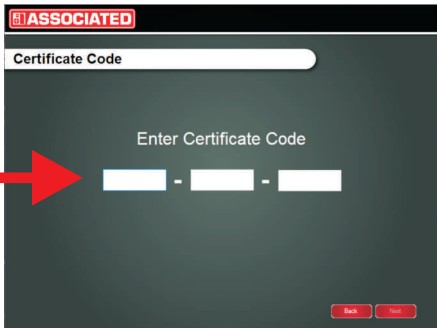 ASSOCIATED
Certificate Code
Enter Certificate Code
- -
Back Next